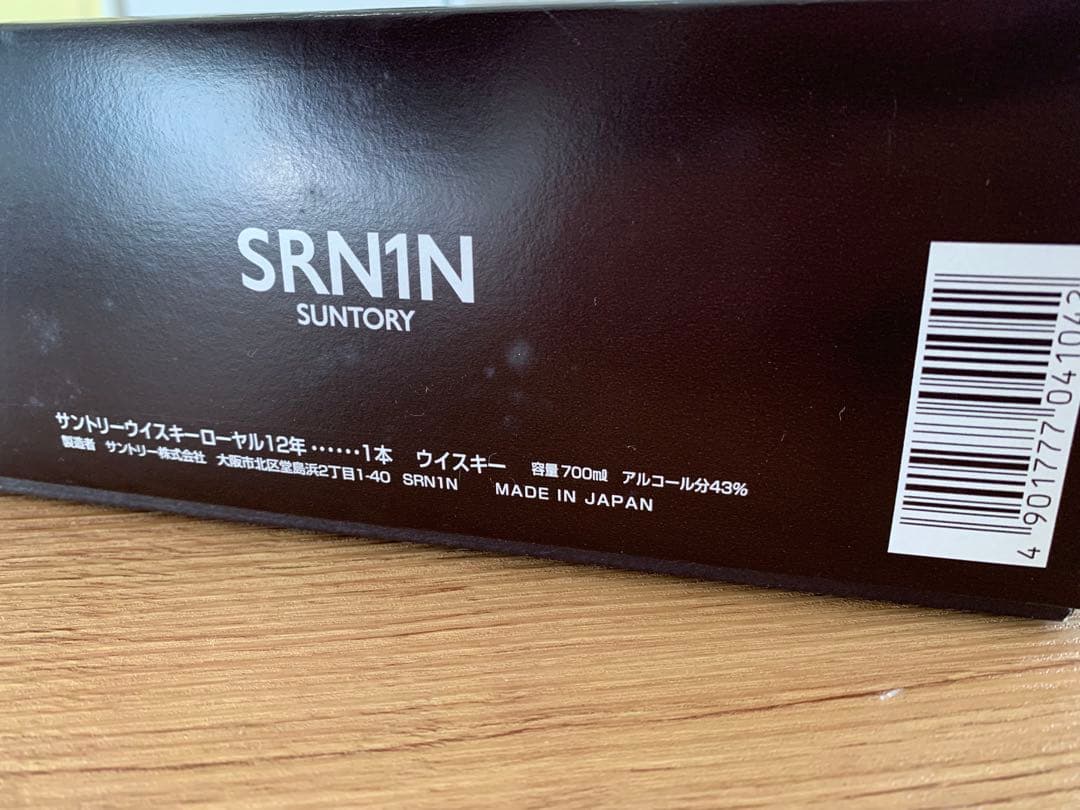 SRN1N
SUNTORY
サントリーウイスキーローヤル12年……1本 ウイスキー 容量700㎖ アルコール分43%
製造者 サントリー株式会社 大阪市北区堂島浜2丁目1-40 SRN1N MADE IN JAPAN
4 901777 041042